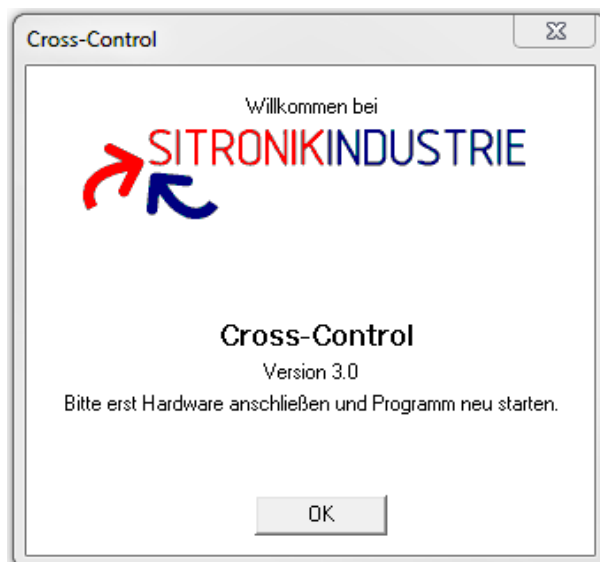 Cross-Control
Willkommen bei
SITRONIKINDUSTRIE
Cross-Control
Version 3.0
Bitte erst Hardware anschließen und Programm neu starten.
OK